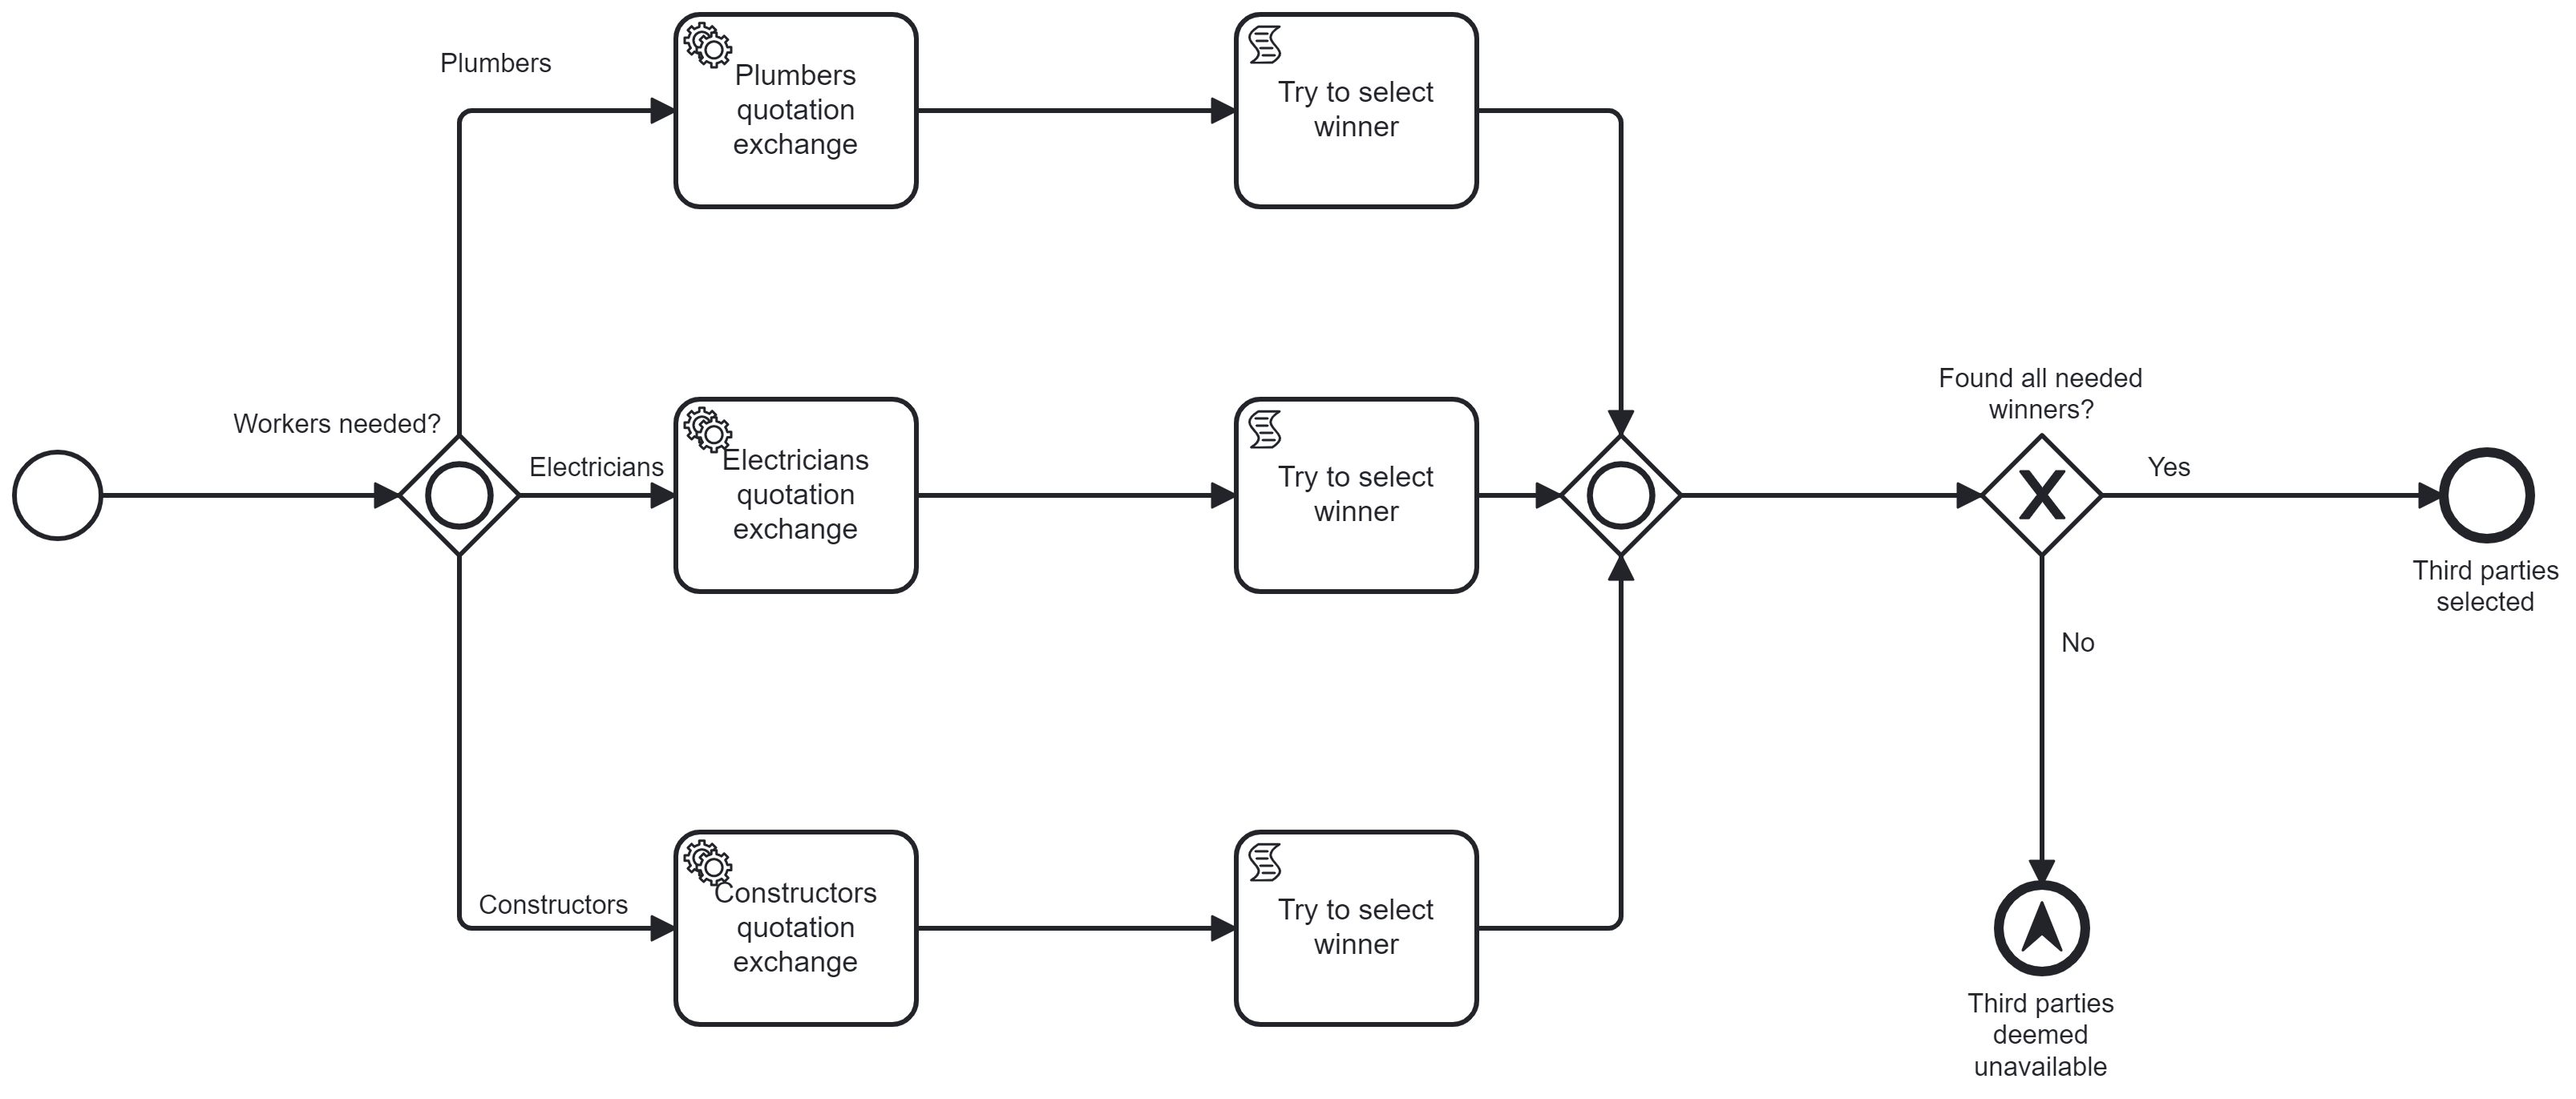 Plumbers
Plumbers
quotation
exchange
Try to select
winner
Workers needed?
Electricians
Electricians
quotation
exchange
Try to select
winner
Found all needed
winners?
Yes
Third parties
selected
No
Constructors
Constructors
quotation
exchange
Try to select
winner
Third parties
deemed
unavailable